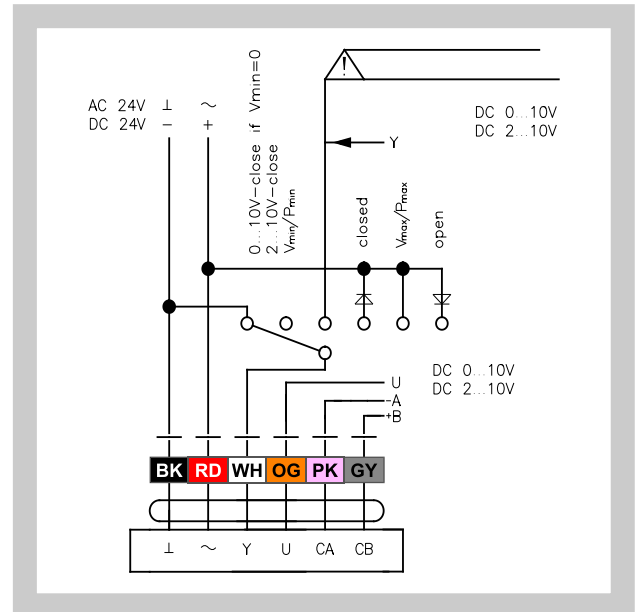 !
AC 24V ⊥ ~
DC 24V − +
DC 0...10V
DC 2...10V
Y
0...10V-close if Vmin=0
2...10V-close
Vmin/Pmin
closed
Vmax/Pmax
open
DC 0...10V
DC 2...10V
U
-A
+B
BK RD WH OG PK GY
⊥ ~ Y U CA CB